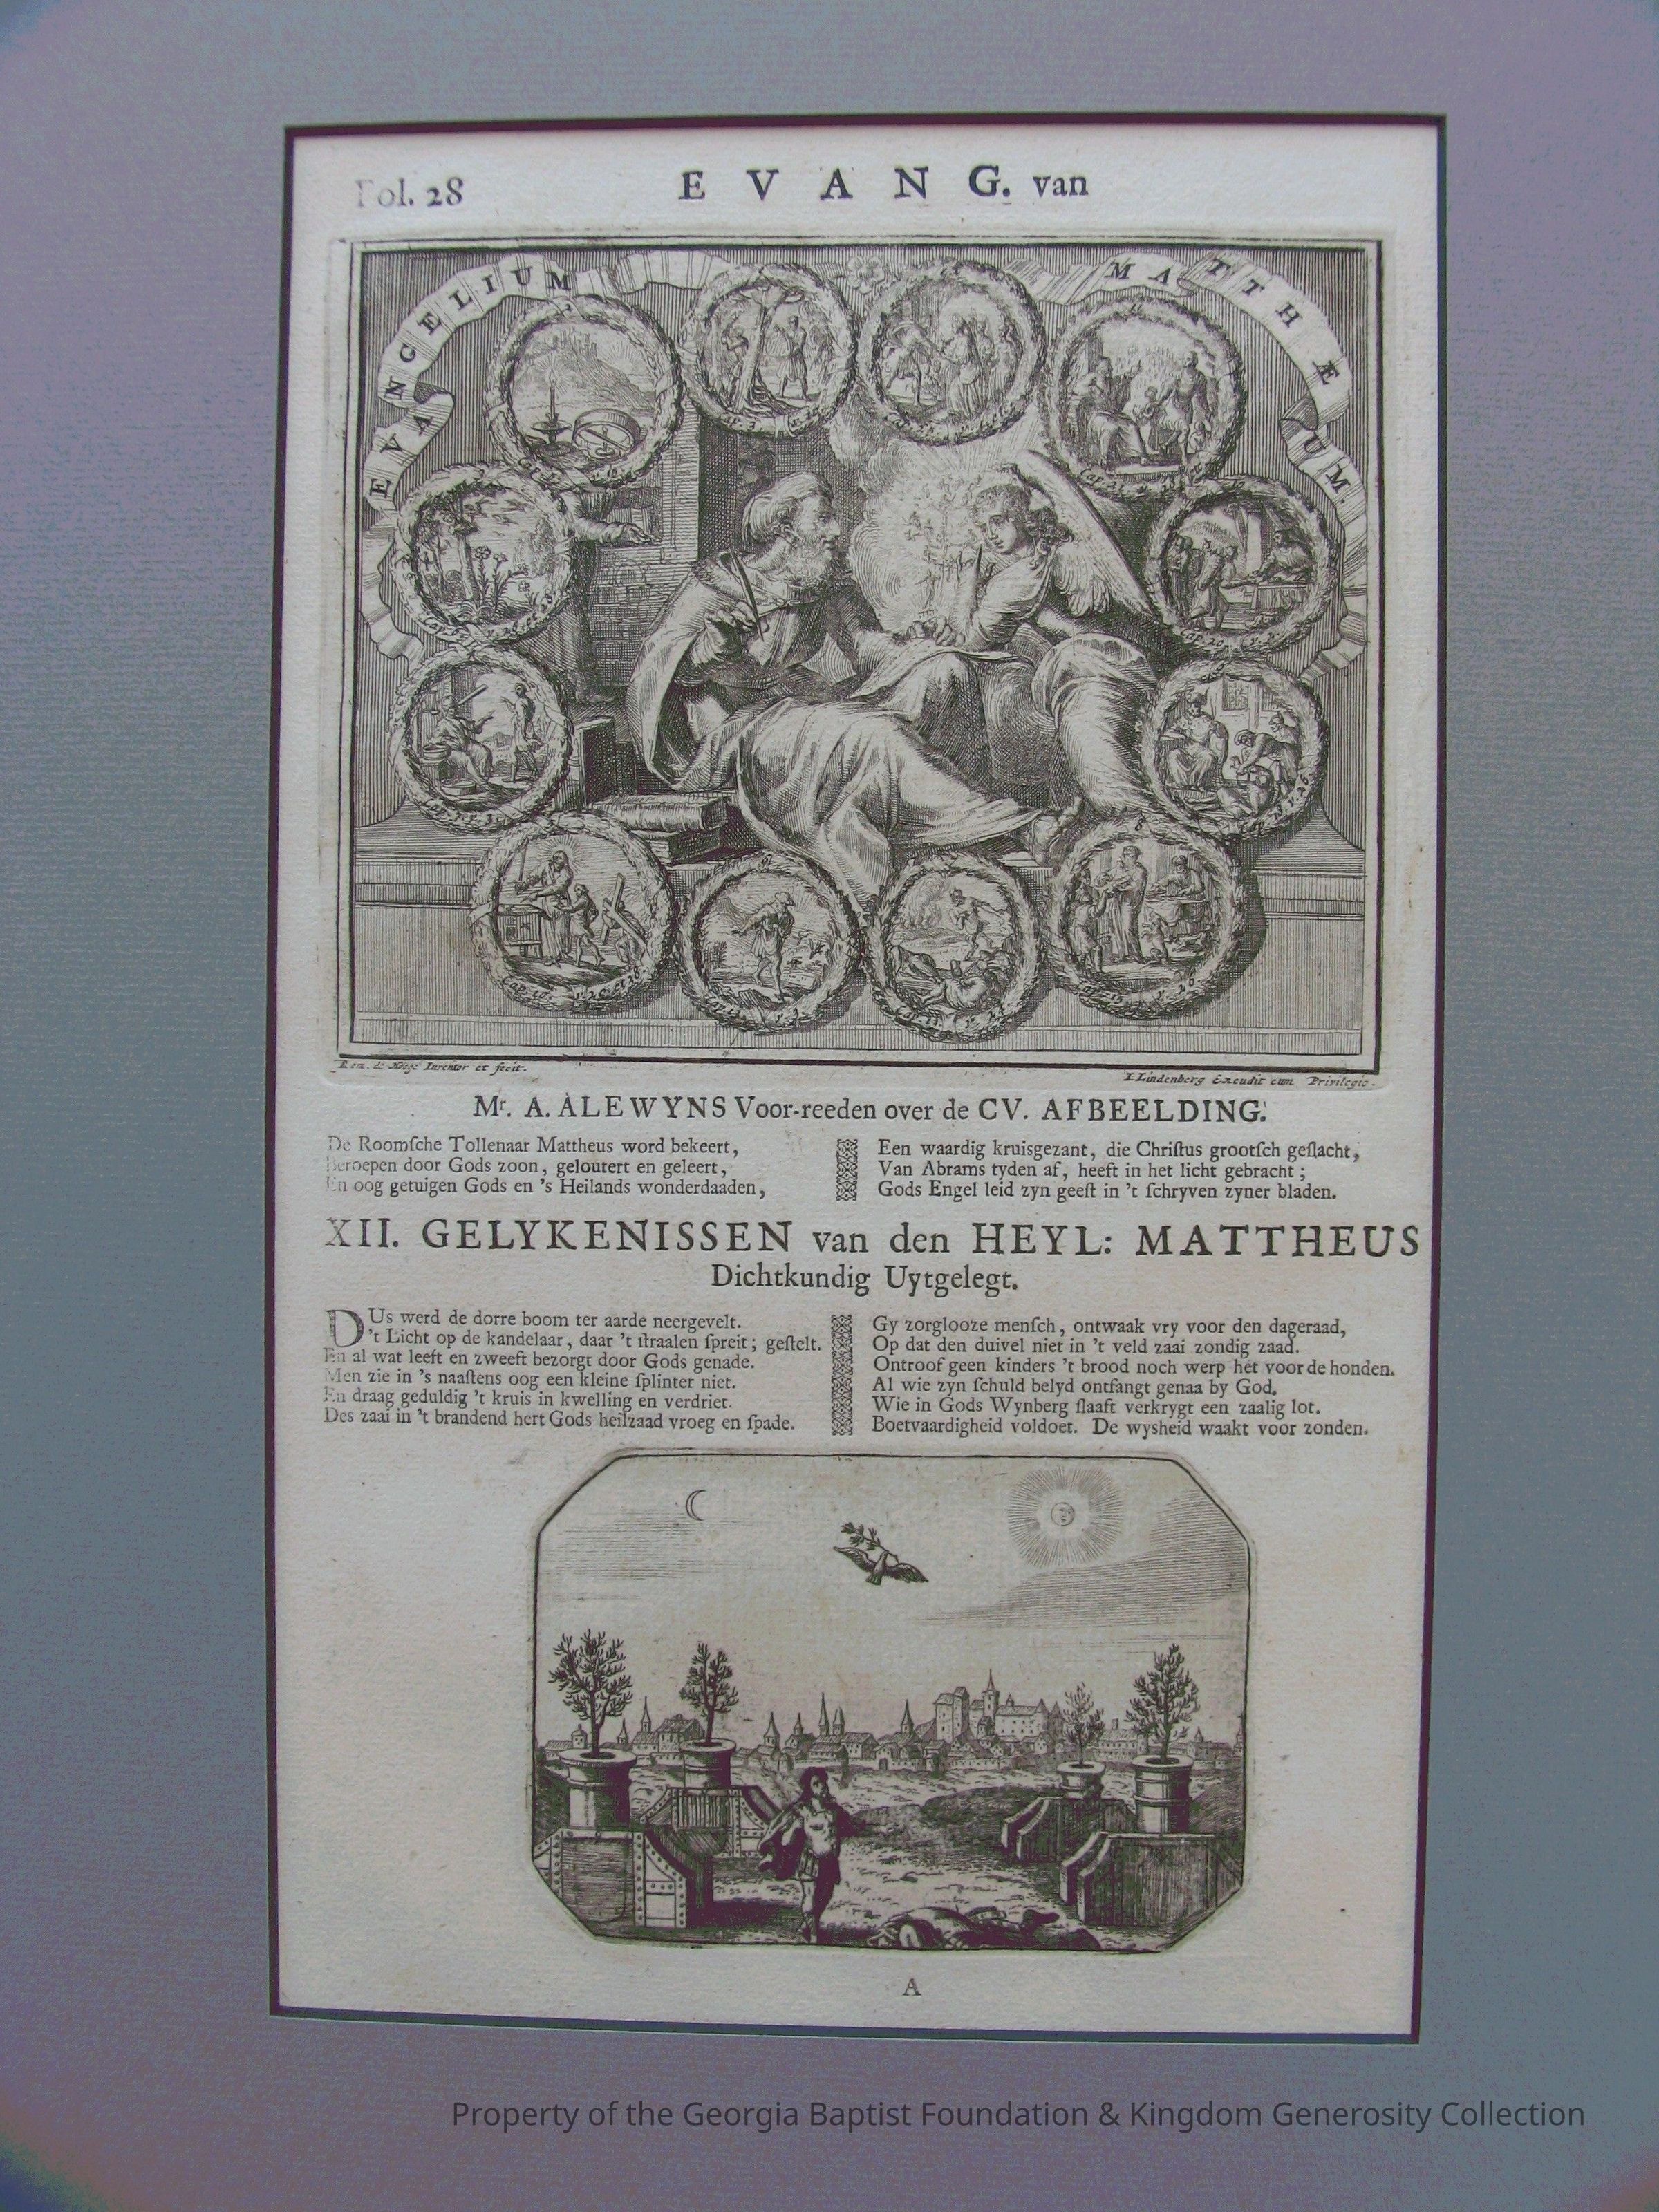 Fol. 28
EVANG. van
EVANGELIUM MATTHEUM.
Cap. 21.
Rom. de Hooge Inventor et fecit.
I. Lindenberg Excudit cum Privilegio.
Mr. A. ALEWYNS Voor-reeden over de CV. AFBEELDING.
De Roomſche Tollenaar Mattheus word bekeert,
Beroepen door Gods zoon, geloutert en geleert,
En oog getuigen Gods en 's Heilands wonderdaaden,
Een waardig kruisgezant, die Chriſtus grootſch geſlacht,
Van Abrams tyden af, heeft in het licht gebracht;
Gods Engel leid zyn geeſt in 't ſchryven zyner bladen.
XII. GELYKENISSEN van den HEYL: MATTHEUS
Dichtkundig Uytgelegt.
DUs werd de dorre boom ter aarde neergevelt.
't Licht op de kandelaar, daar 't ſtraalen ſpreit; geſtelt.
En al wat leeft en zweeft bezorgt door Gods genade.
Men zie in 's naaſtens oog een kleine ſplinter niet.
En draag geduldig 't kruis in kwelling en verdriet.
Des zaai in 't brandend hert Gods heilzaad vroeg en ſpade.
Gy zorglooze menſch, ontwaak vry voor den dageraad,
Op dat den duivel niet in 't veld zaai zondig zaad.
Ontroof geen kinders 't brood noch werp het voor de honden.
Al wie zyn ſchuld belyd ontfangt genaa by God.
Wie in Gods Wynberg ſlaaft verkrygt een zaalig lot.
Boetvaardigheid voldoet. De wysheid waakt voor zonden.
A
Property of the Georgia Baptist Foundation & Kingdom Generosity Collection